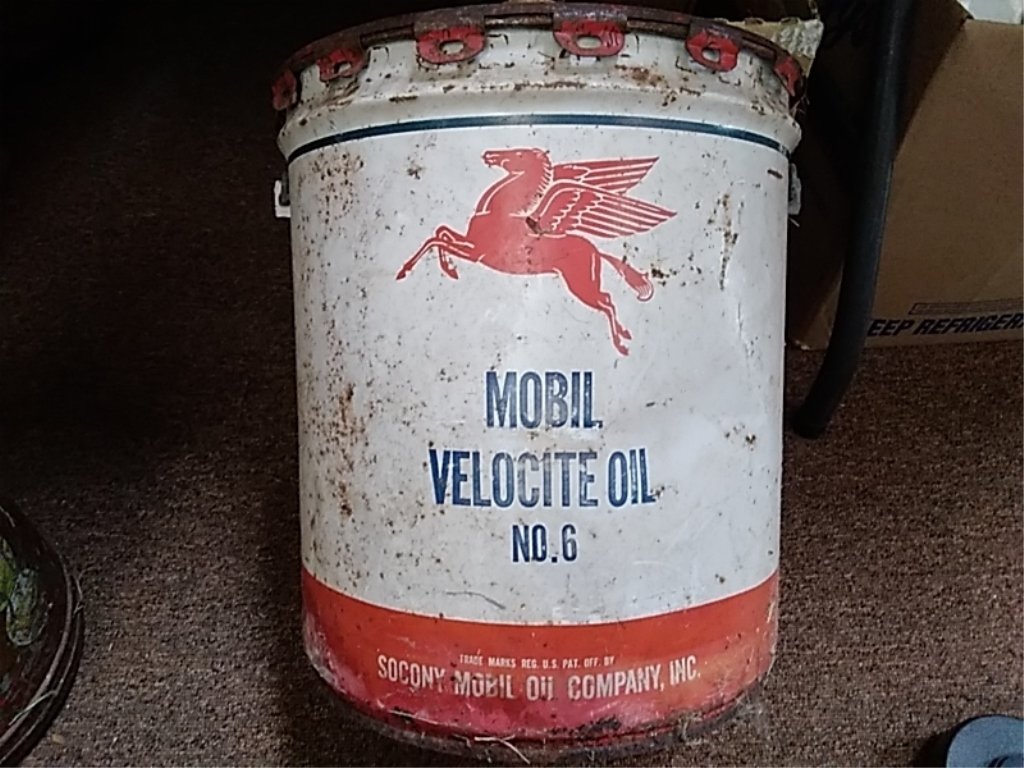 MOBIL
VELOCITE OIL
NO. 6
TRADE MARKS REG. U.S. PAT. OFF. BY
SOCONY MOBIL OIL COMPANY, INC.
EEP REFRIGER